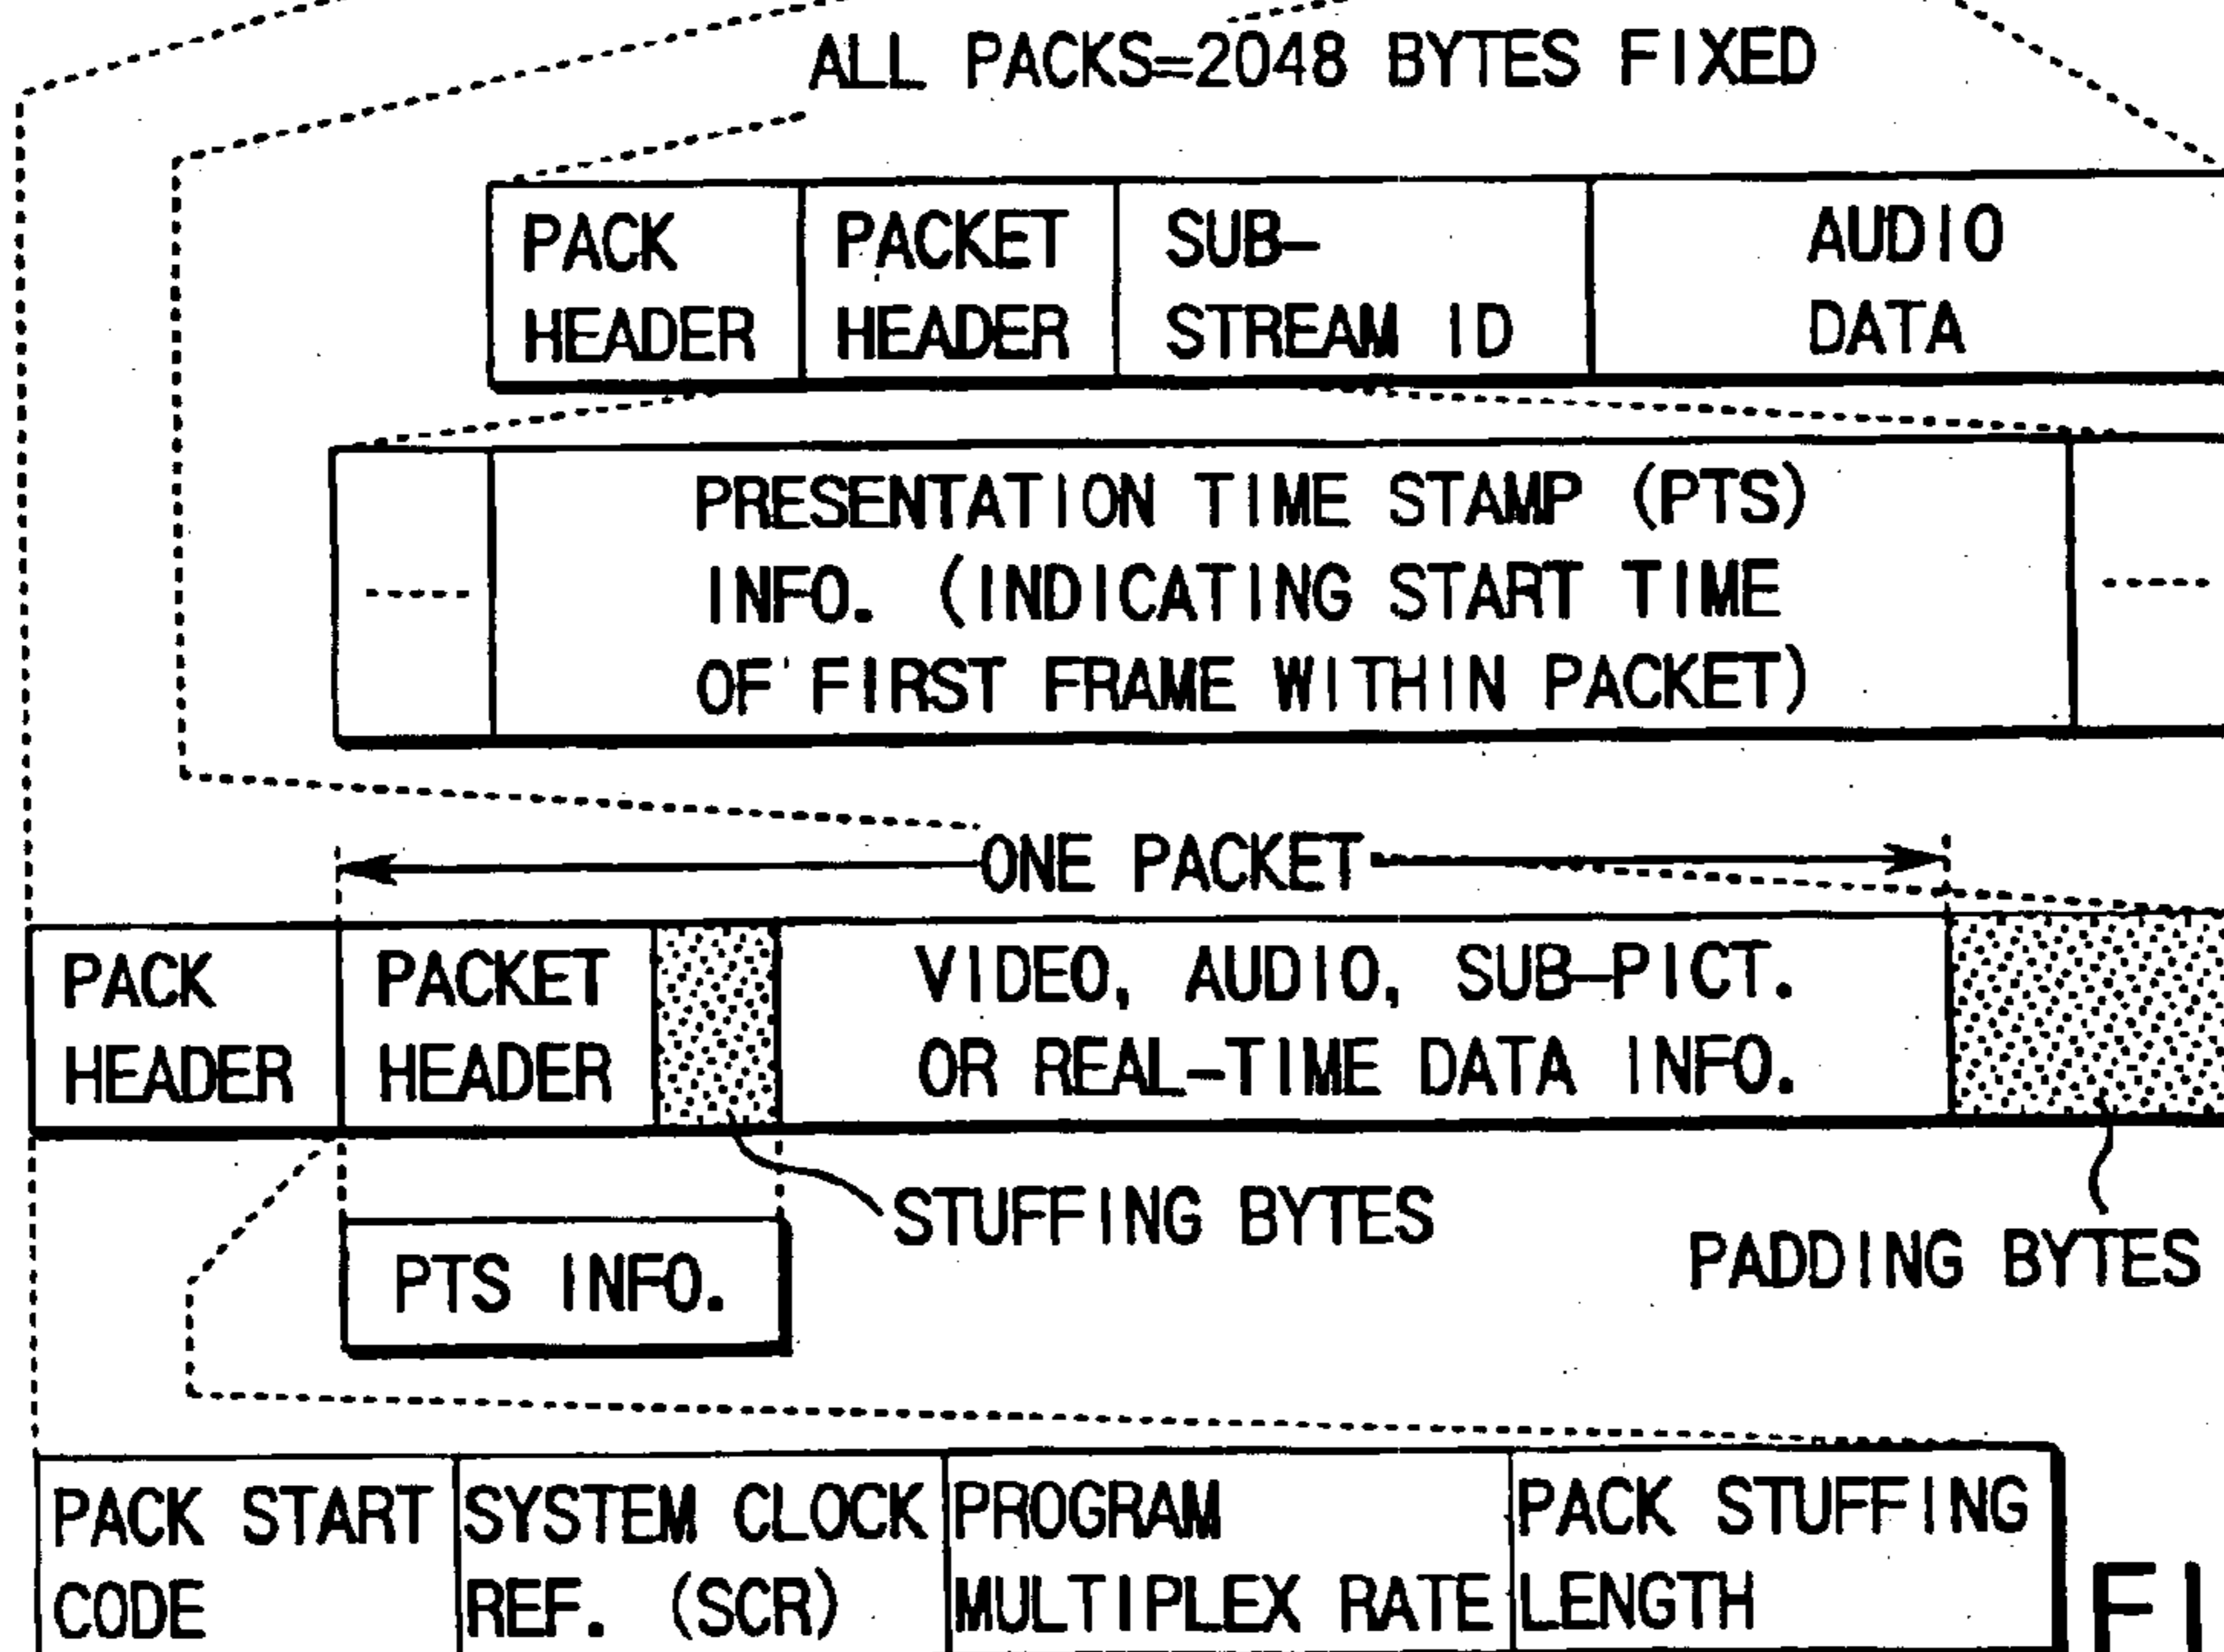 ALL PACKS=2048 BYTES FIXED
PACK HEADER
PACKET HEADER
SUB-
STREAM ID
AUDIO
DATA
PRESENTATION TIME STAMP (PTS)
INFO. (INDICATING START TIME
OF FIRST FRAME WITHIN PACKET)
ONE PACKET
PACK
HEADER
PACKET
HEADER
VIDEO, AUDIO, SUB-PICT.
OR REAL-TIME DATA INFO.
STUFFING BYTES
PADDING BYTES
PTS INFO.
PACK START
CODE
SYSTEM CLOCK
REF. (SCR)
PROGRAM
MULTIPLEX RATE
PACK STUFFING
LENGTH
FI